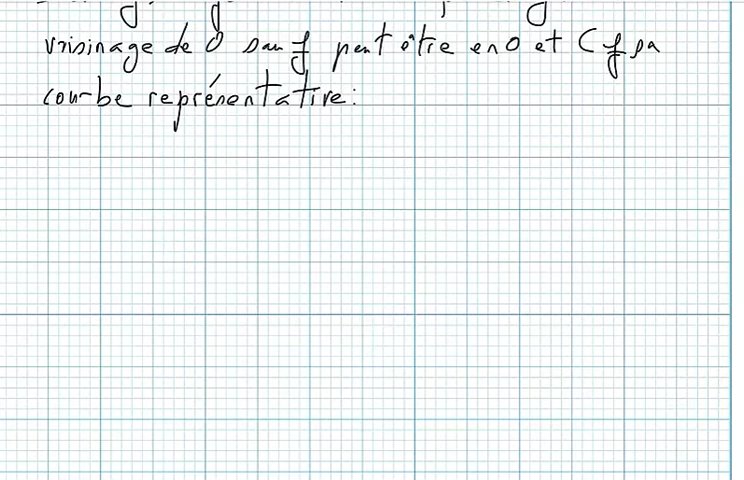 voisinage de 0 sauf peut être en 0 et Cf sa
courbe représentative: